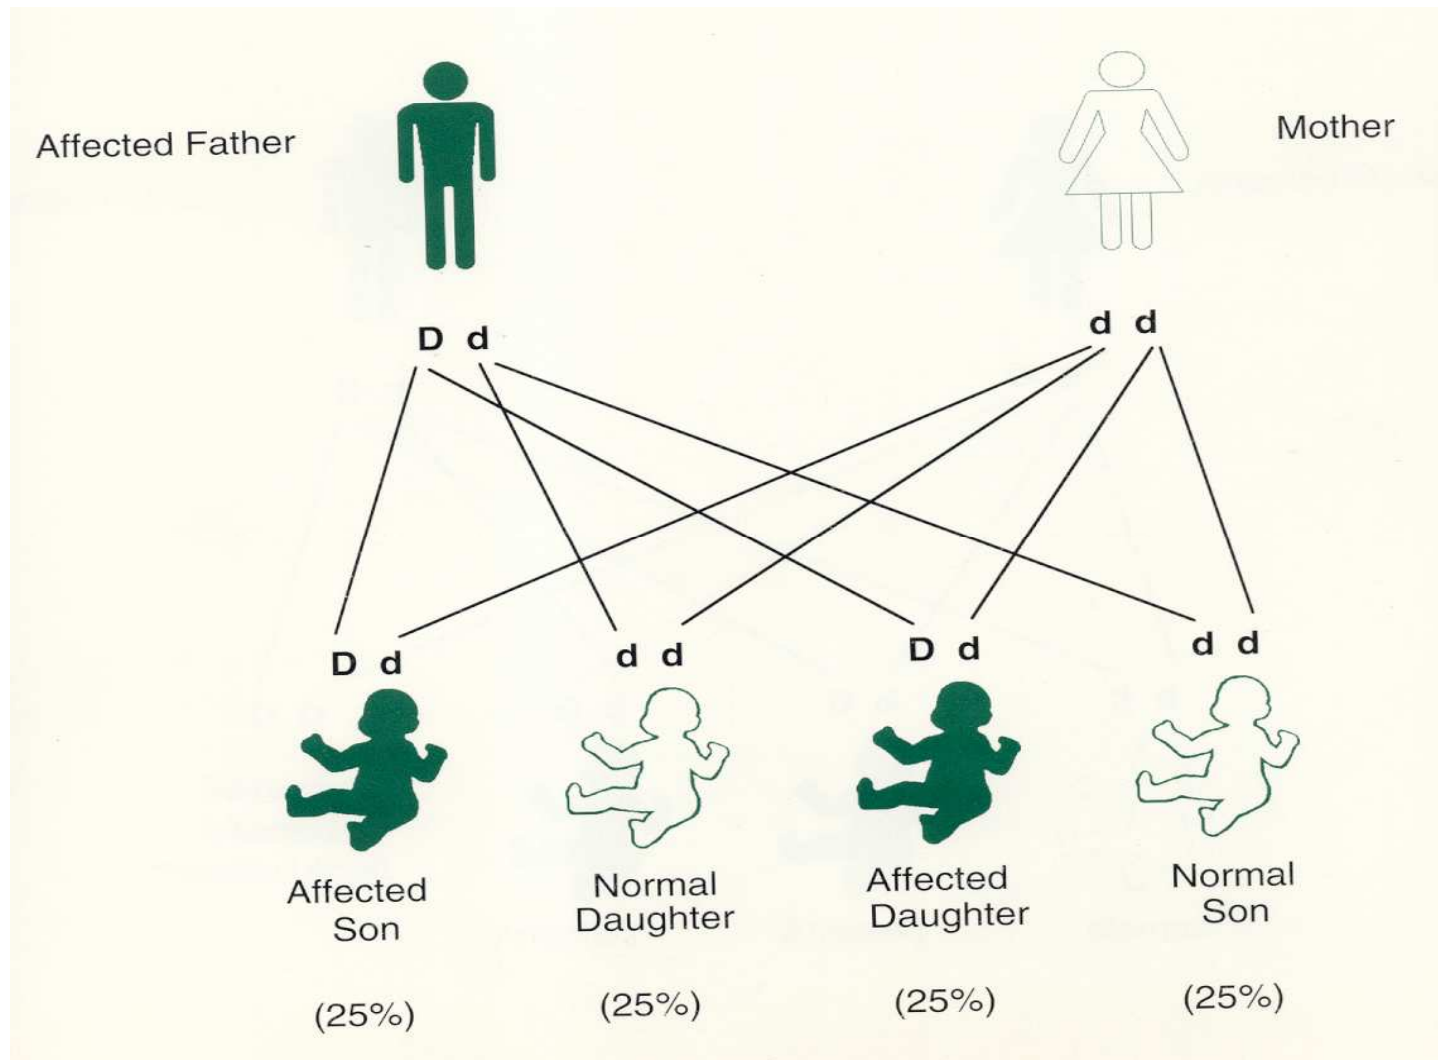 Affected Father
Mother
D d
d d
D d
d d
D d
d d
Affected
Son
Normal
Daughter
Affected
Daughter
Normal
Son
(25%)
(25%)
(25%)
(25%)